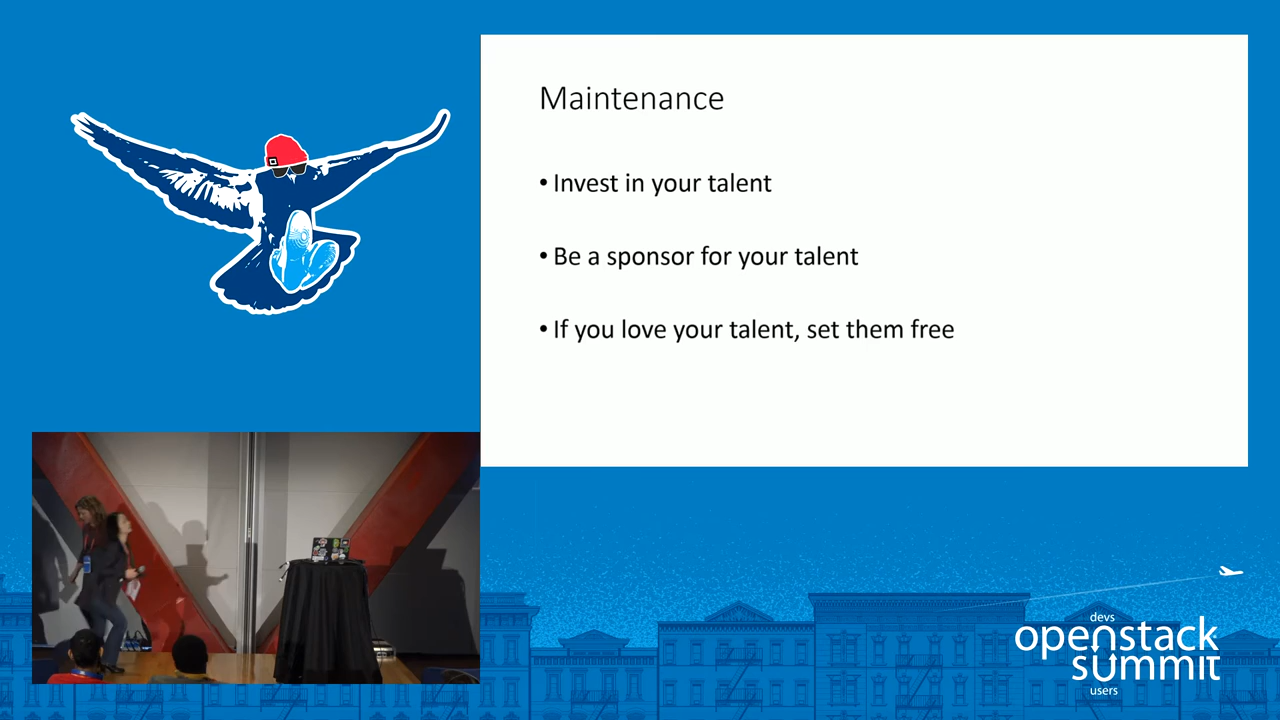 Maintenance
• Invest in your talent
• Be a sponsor for your talent
• If you love your talent, set them free
devs
openstack
summit
users